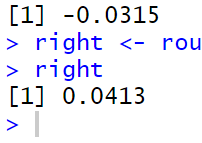 [1] -0.0315
> right <- rou
> right
[1] 0.0413
>